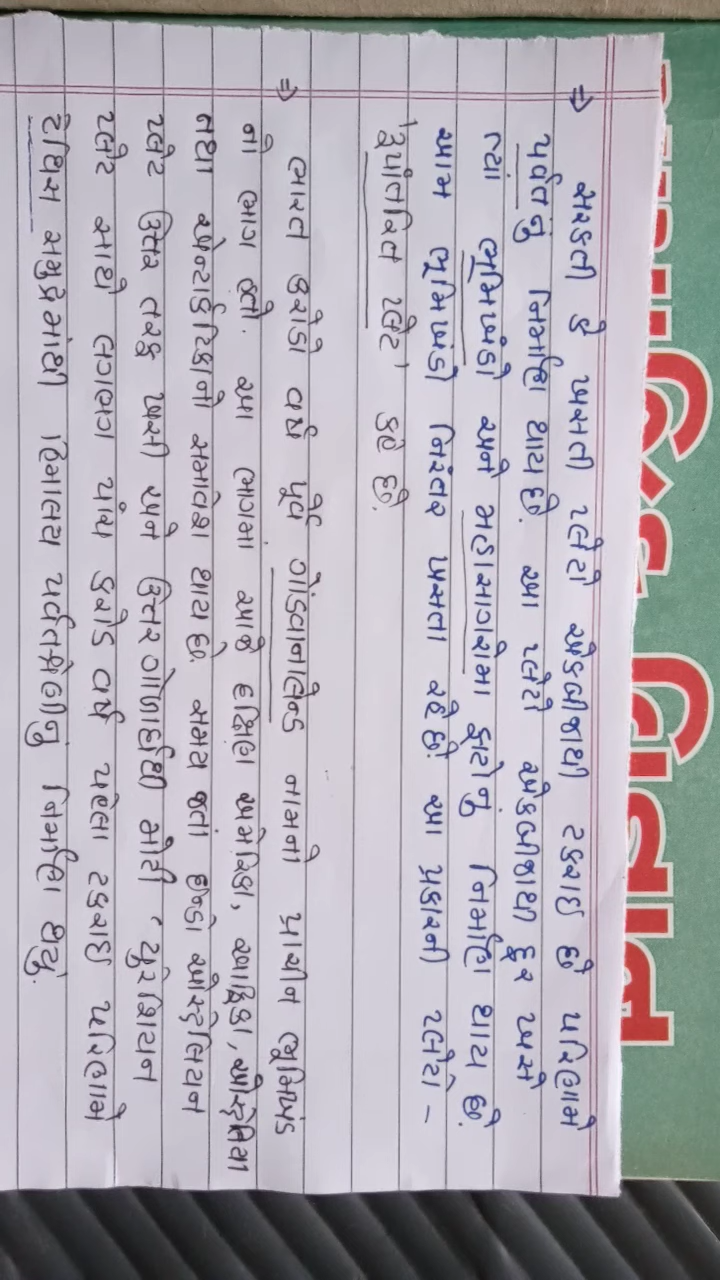 ⇒ સરકતી કે ખસતી પ્લેટો એકબીજાથી ટકરાઇ છે પરિણામે
પર્વતનું નિર્માણ થાય છે. આ પ્લેટો એકબીજાથી દુર ખસે
ત્યાં ભૂમિખંડો અને મહાસાગરોમા ફાટોનું નિર્માણ થાય છે.
આમ ભૂમિખંડો નિરંતર ખસતા રહે છે. આ પ્રકારની પ્લેટો -
'રૂપાંતરિત પ્લેટ' કહે છે.
⇒ ભારત કરોડો વર્ષ પૂર્વ ગોંડવાનાલેન્ડ નામનો પ્રાચીન ભૂમિખંડ
નો ભાગ હતો. આ ભાગમાં આજે દક્ષિણ અમેરિકા, આફ્રિકા, ઓસ્ટ્રેલિયા
તથા એન્ટાર્કટિકાનો સમાવેશ થાય છે. સમય જતાં ઇન્ડો ઓસ્ટ્રેલિયન
પ્લેટ ઉત્તર તરફ ખસી અને ઉત્તર ગોળાર્ધથી મોટી 'યુરેશિયન
પ્લેટ સાથે લગભગ પાંચ કરોડ વર્ષ પહેલા ટકરાઇ પરિણામે
ટેથિસ સમુદ્રમાંથી હિમાલય પર્વતશ્રેણીનું નિર્માણ થયું.